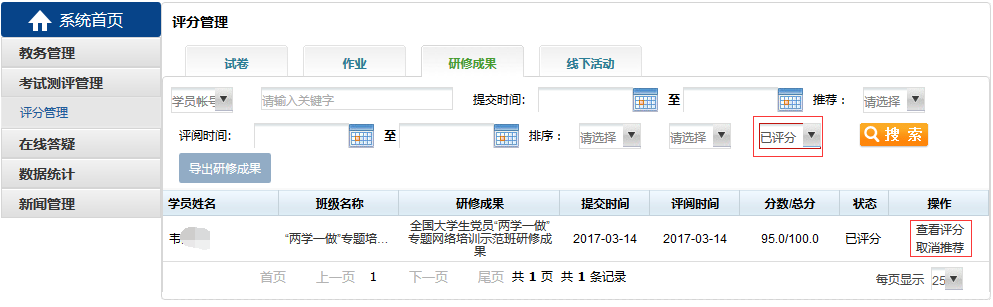 系统首页
教务管理
考试测评管理
评分管理
在线答疑
数据统计
新闻管理
评分管理
试卷 作业 研修成果 线下活动
学员帐号 请输入关键字 提交时间: 至 推荐： 请选择
评阅时间: 至 排序： 请选择 请选择 已评分 搜 索
导出研修成果
学员姓名 班级名称 研修成果 提交时间 评阅时间 分数/总分 状态 操作
韦 “两学一做”专题培... 全国大学生党员“两学一做”专题网络培训示范班研修成果 2017-03-14 2017-03-14 95.0/100.0 已评分 查看评分 取消推荐
首页 上一页 1 下一页 尾页 共 1 页 共 1 条记录 每页显示 25